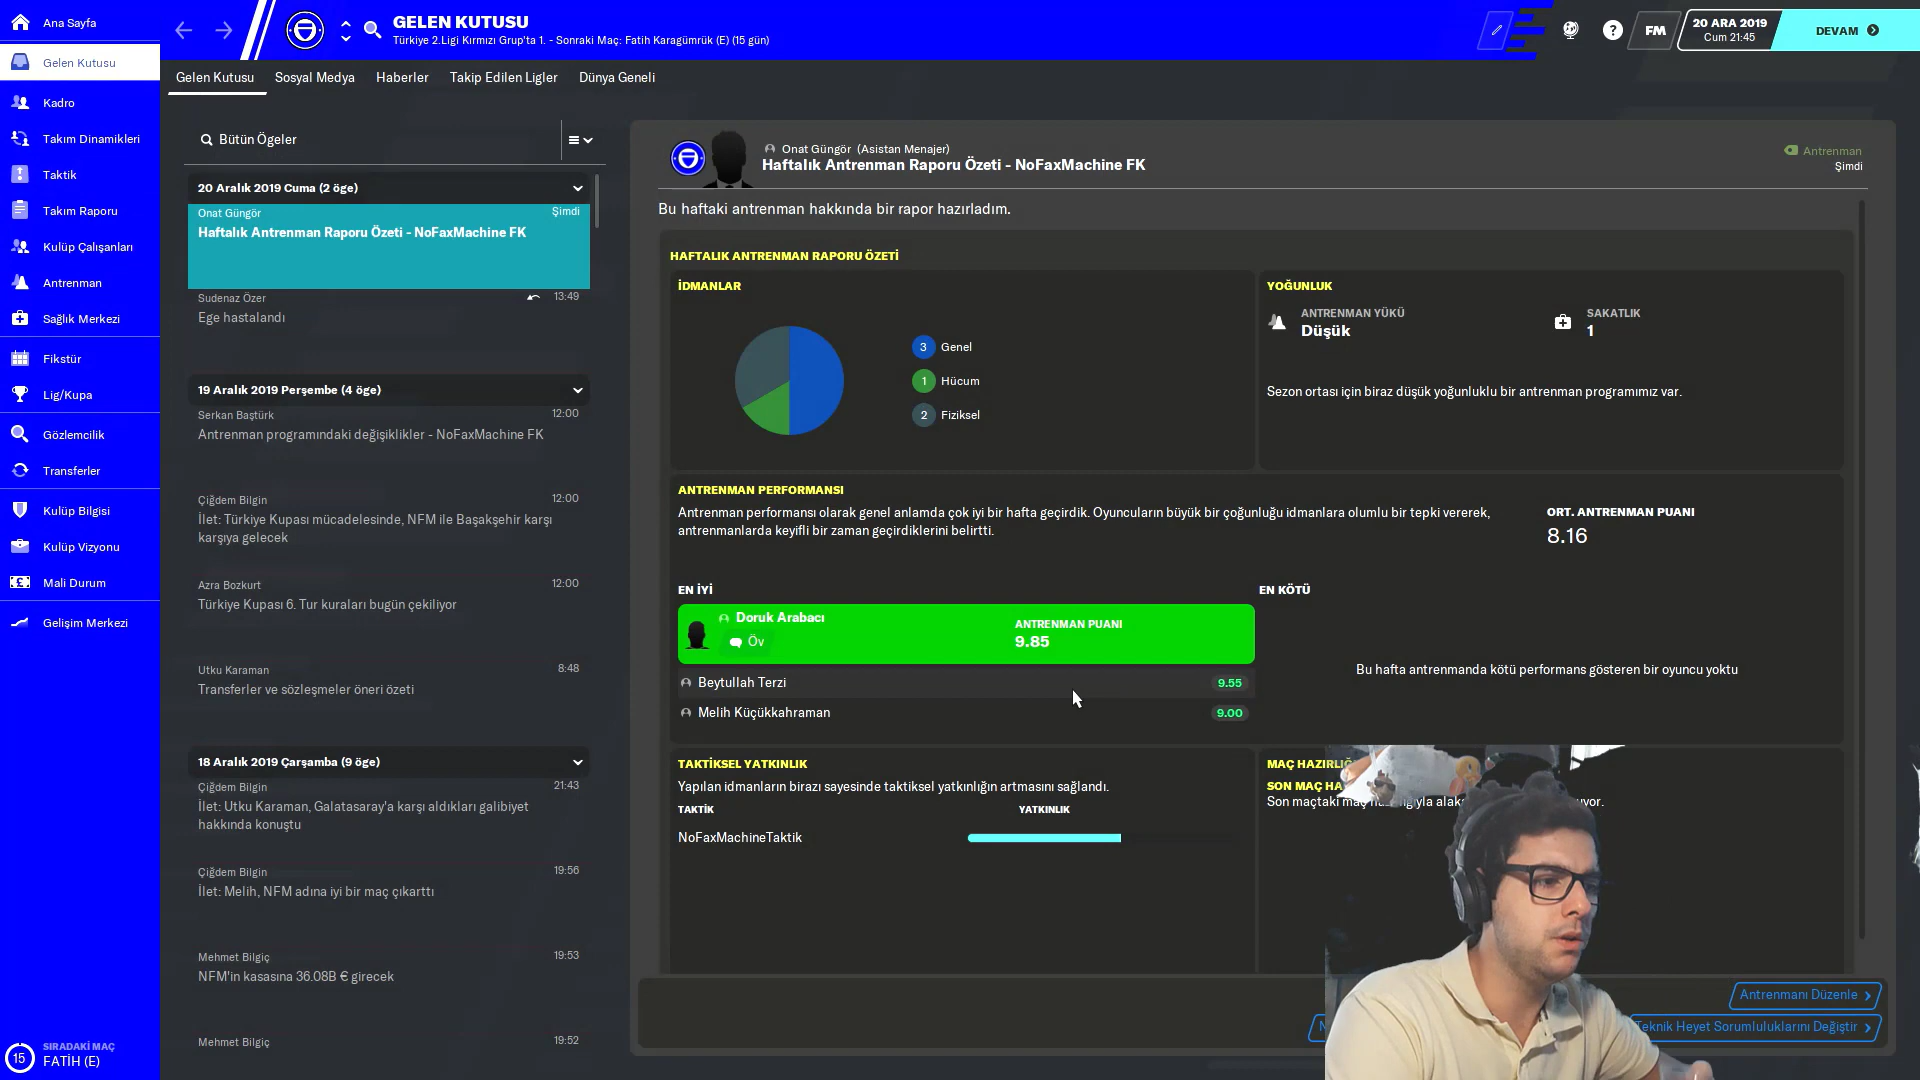 Ana Sayfa
Gelen Kutusu
Kadro
Takım Dinamikleri
Taktik
Takım Raporu
Kulüp Çalışanları
Antrenman
Sağlık Merkezi
Fikstür
Lig/Kupa
Gözlemcilik
Transferler
Kulüp Bilgisi
Kulüp Vizyonu
Mali Durum
Gelişim Merkezi
15
SIRADAKİ MAÇ
FATİH (E)
GELEN KUTUSU
Türkiye 2.Ligi Kırmızı Grup'ta 1. - Sonraki Maç: Fatih Karagümrük (E) (15 gün)
?
FM
20 ARA 2019
Cum 21:45
DEVAM
Gelen Kutusu
Sosyal Medya
Haberler
Takip Edilen Ligler
Dünya Geneli
Bütün Ögeler
20 Aralık 2019 Cuma (2 öge)
Onat Güngör
Şimdi
Haftalık Antrenman Raporu Özeti - NoFaxMachine FK
Sudenaz Özer
13:49
Ege hastalandı
19 Aralık 2019 Perşembe (4 öge)
Serkan Baştürk
12:00
Antrenman programındaki değişiklikler - NoFaxMachine FK
Çiğdem Bilgin
12:00
İlet: Türkiye Kupası mücadelesinde, NFM ile Başakşehir karşı
karşıya gelecek
Azra Bozkurt
12:00
Türkiye Kupası 6. Tur kuraları bugün çekiliyor
Utku Karaman
8:48
Transferler ve sözleşmeler öneri özeti
18 Aralık 2019 Çarşamba (9 öge)
Çiğdem Bilgin
21:43
İlet: Utku Karaman, Galatasaray'a karşı aldıkları galibiyet
hakkında konuştu
Çiğdem Bilgin
19:56
İlet: Melih, NFM adına iyi bir maç çıkarttı
Mehmet Bilgiç
19:53
NFM'in kasasına 36.08B € girecek
Mehmet Bilgiç
19:52
Onat Güngör (Asistan Menajer)
Haftalık Antrenman Raporu Özeti - NoFaxMachine FK
Antrenman
Şimdi
Bu haftaki antrenman hakkında bir rapor hazırladım.
HAFTALIK ANTRENMAN RAPORU ÖZETİ
İDMANLAR
3 Genel
1 Hücum
2 Fiziksel
YOĞUNLUK
ANTRENMAN YÜKÜ
Düşük
SAKATLIK
1
Sezon ortası için biraz düşük yoğunluklu bir antrenman programımız var.
ANTRENMAN PERFORMANSI
Antrenman performansı olarak genel anlamda çok iyi bir hafta geçirdik. Oyuncuların büyük bir çoğunluğu idmanlara olumlu bir tepki vererek,
antrenmanlarda keyifli bir zaman geçirdiklerini belirtti.
ORT. ANTRENMAN PUANI
8.16
EN İYİ
Doruk Arabacı
Öv
ANTRENMAN PUANI
9.85
Beytullah Terzi
9.55
Melih Küçükkahraman
9.00
EN KÖTÜ
Bu hafta antrenmanda kötü performans gösteren bir oyuncu yoktu
TAKTİKSEL YATKINLIK
Yapılan idmanların birazı sayesinde taktiksel yatkınlığın artmasını sağlandı.
TAKTİK
YATKINLIK
NoFaxMachineTaktik
MAÇ
SON MAÇ
Son maçtaki
Antrenmanı Düzenle
Teknik Heyet Sorumluluklarını Değiştir